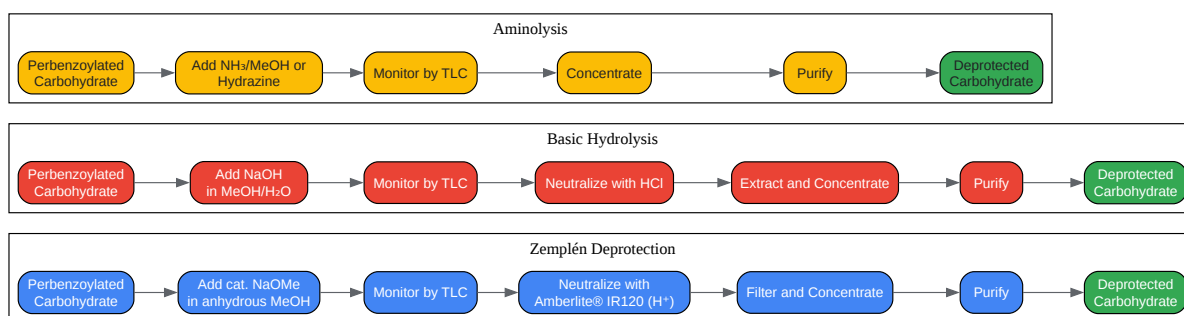 Aminolysis
Perbenzoylated
Carbohydrate
Add NH₃/MeOH or
Hydrazine
Monitor by TLC
Concentrate
Purify
Deprotected
Carbohydrate
Basic Hydrolysis
Perbenzoylated
Carbohydrate
Add NaOH
in MeOH/H₂O
Monitor by TLC
Neutralize with HCl
Extract and Concentrate
Purify
Deprotected
Carbohydrate
Zemplén Deprotection
Perbenzoylated
Carbohydrate
Add cat. NaOMe
in anhydrous MeOH
Monitor by TLC
Neutralize with
Amberlite® IR120 (H⁺)
Filter and Concentrate
Purify
Deprotected
Carbohydrate